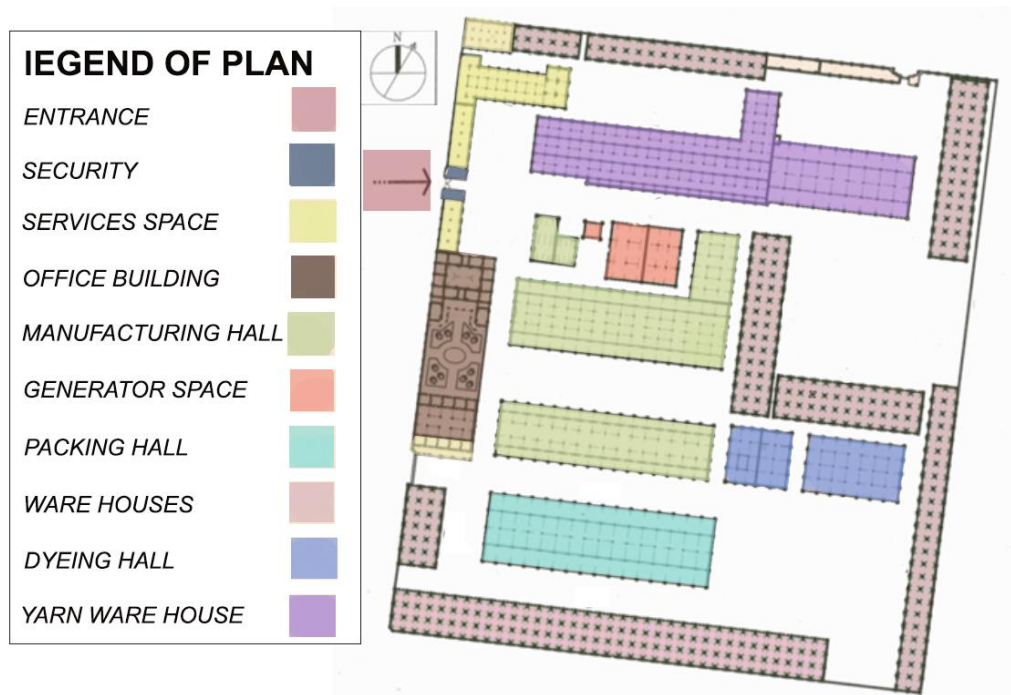 lEGEND OF PLAN
ENTRANCE
SECURITY
SERVICES SPACE
OFFICE BUILDING
MANUFACTURING HALL
GENERATOR SPACE
PACKING HALL
WARE HOUSES
DYEING HALL
YARN WARE HOUSE
N